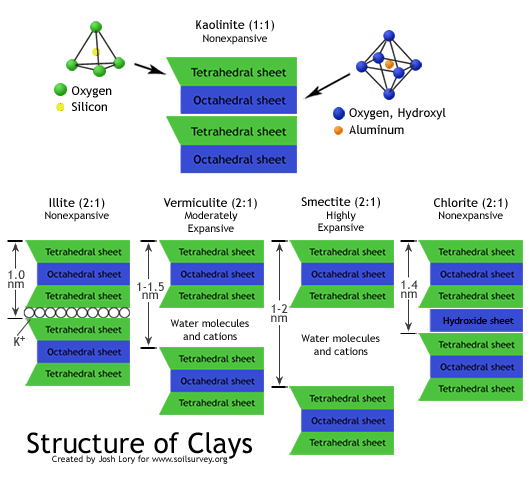 Kaolinite (1:1)
Nonexpansive
Tetrahedral sheet
Octahedral sheet
Tetrahedral sheet
Octahedral sheet
Oxygen
Silicon
Oxygen, Hydroxyl
Aluminum
Illite (2:1)
Nonexpansive
1.0
nm
Tetrahedral sheet
Octahedral sheet
Tetrahedral sheet
K+
Tetrahedral sheet
Octahedral sheet
Tetrahedral sheet
Vermiculite (2:1)
Moderately
Expansive
1-1.5
nm
Tetrahedral sheet
Octahedral sheet
Tetrahedral sheet
Water molecules
and cations
Tetrahedral sheet
Octahedral sheet
Tetrahedral sheet
Smectite (2:1)
Highly
Expansive
1-2
nm
Tetrahedral sheet
Octahedral sheet
Tetrahedral sheet
Water molecules
and cations
Tetrahedral sheet
Octahedral sheet
Tetrahedral sheet
Chlorite (2:1)
Nonexpansive
1.4
nm
Tetrahedral sheet
Octahedral sheet
Tetrahedral sheet
Hydroxide sheet
Tetrahedral sheet
Octahedral sheet
Tetrahedral sheet
Structure of Clays
Created by Josh Lory for www.soilsurvey.org